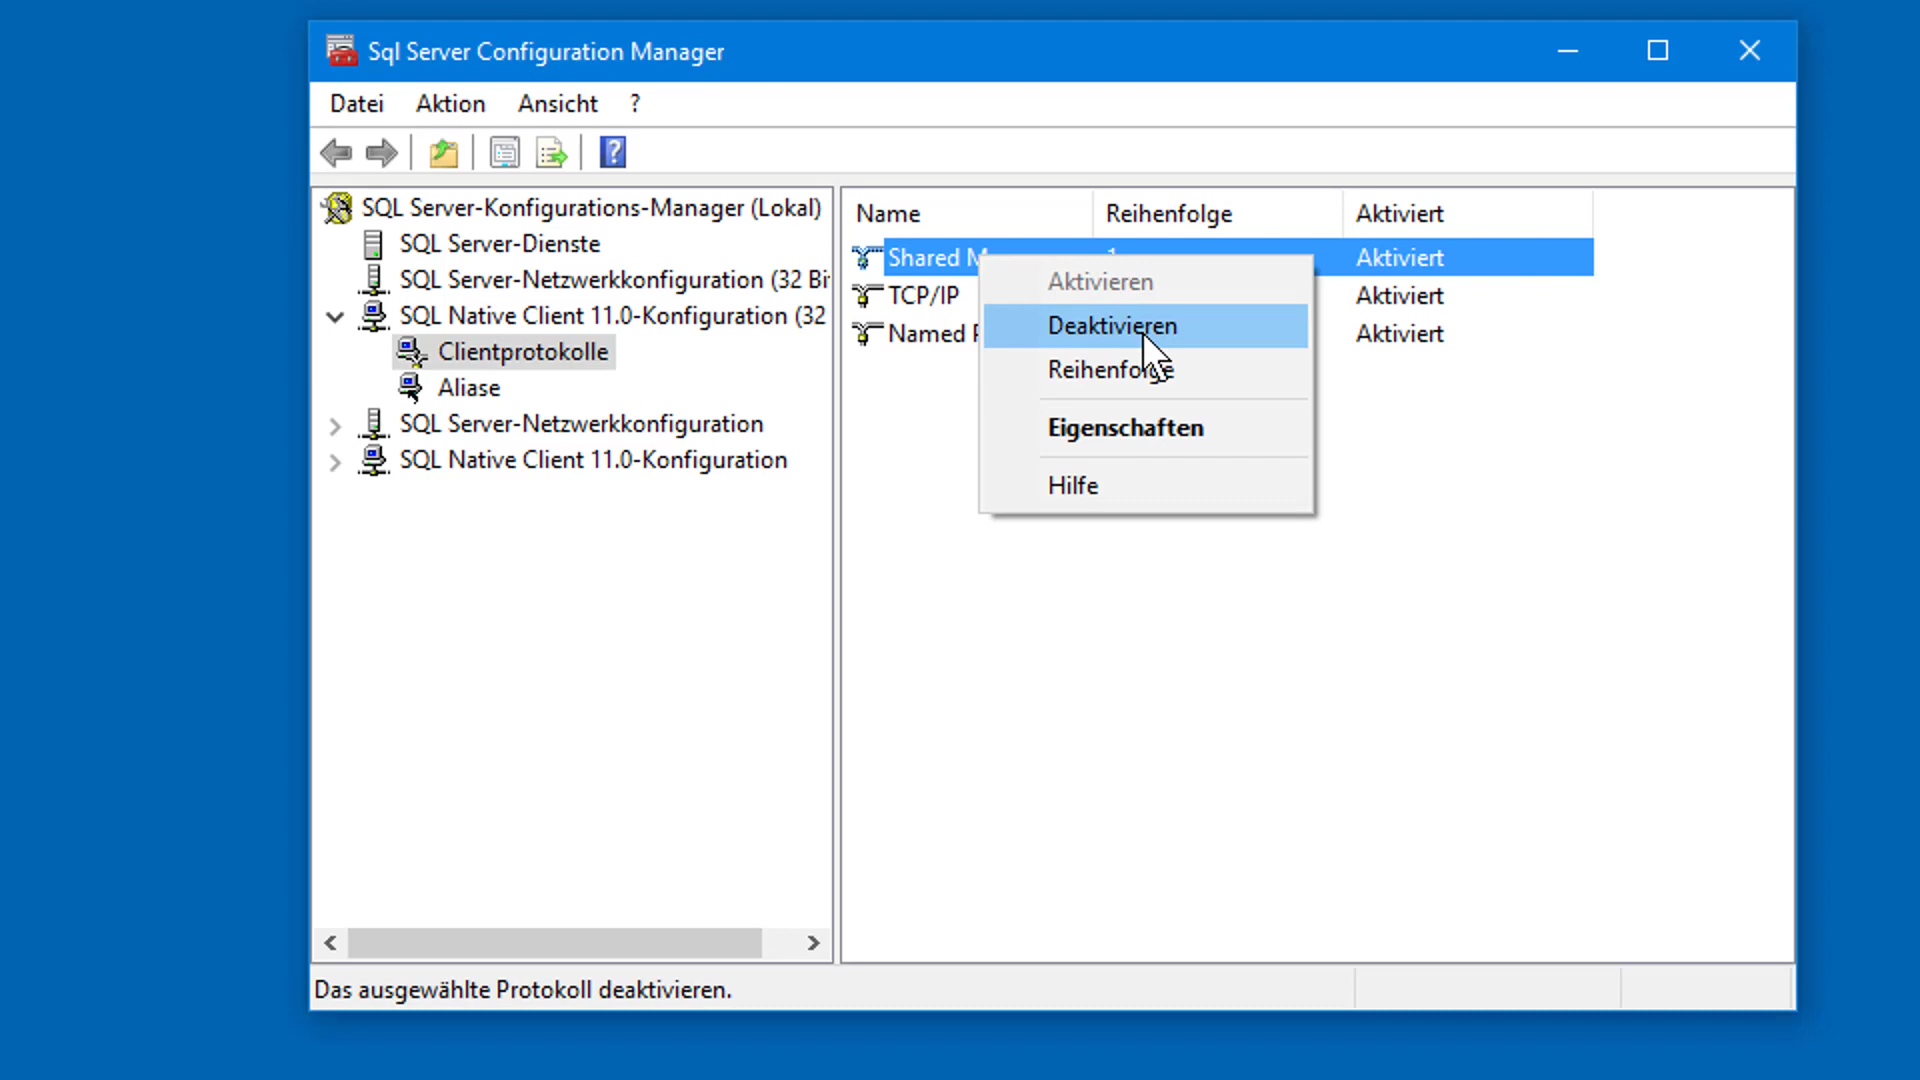 Sql Server Configuration Manager
Datei Aktion Ansicht ?
SQL Server-Konfigurations-Manager (Lokal)
SQL Server-Dienste
SQL Server-Netzwerkkonfiguration (32 Bi
SQL Native Client 11.0-Konfiguration (32
Clientprotokolle
Aliase
SQL Server-Netzwerkkonfiguration
SQL Native Client 11.0-Konfiguration
Name Reihenfolge Aktiviert
Shared Aktiviert
TCP/IP Aktiviert
Named Aktiviert
Aktivieren
Deaktivieren
Reihenfolge
Eigenschaften
Hilfe
Das ausgewählte Protokoll deaktivieren.